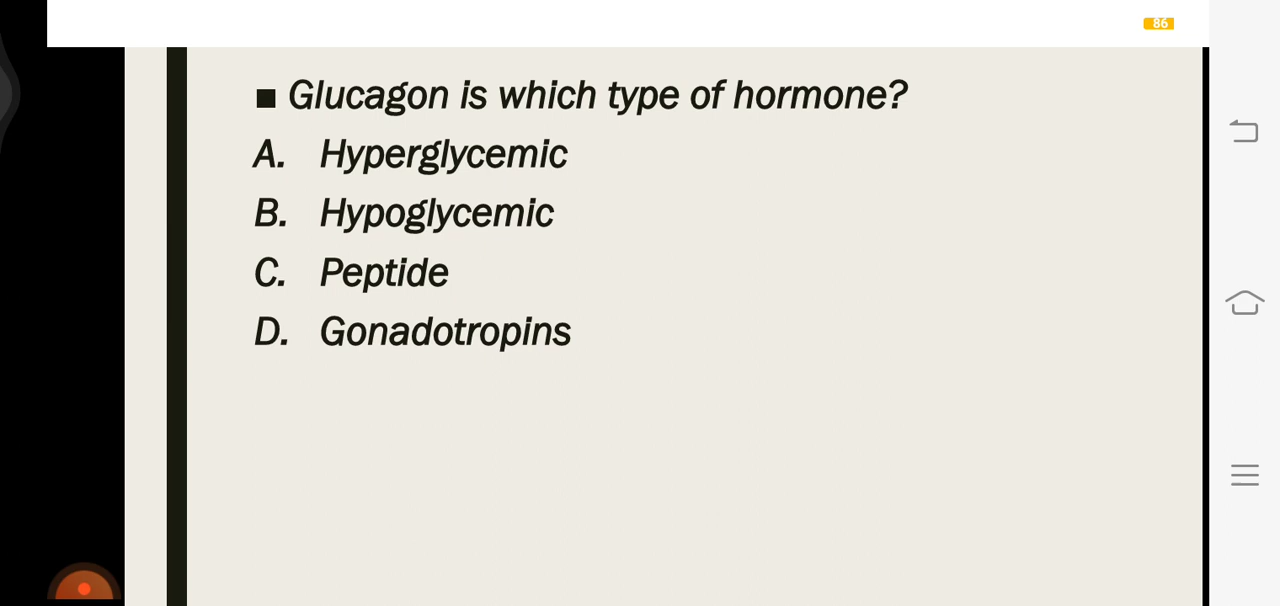 86
■ Glucagon is which type of hormone?
A. Hyperglycemic
B. Hypoglycemic
C. Peptide
D. Gonadotropins